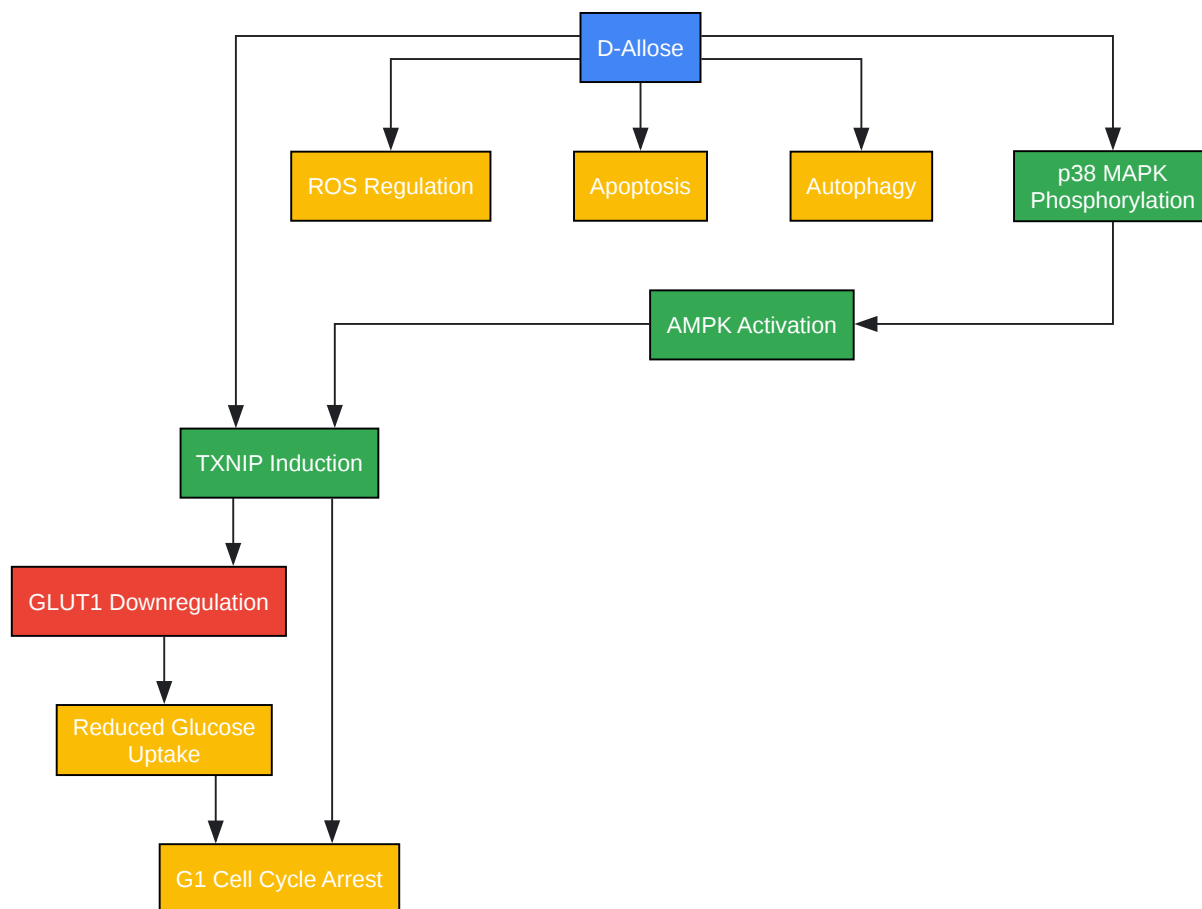 D-Allose
ROS Regulation
Apoptosis
Autophagy
p38 MAPK
Phosphorylation
AMPK Activation
TXNIP Induction
GLUT1 Downregulation
Reduced Glucose
Uptake
G1 Cell Cycle Arrest